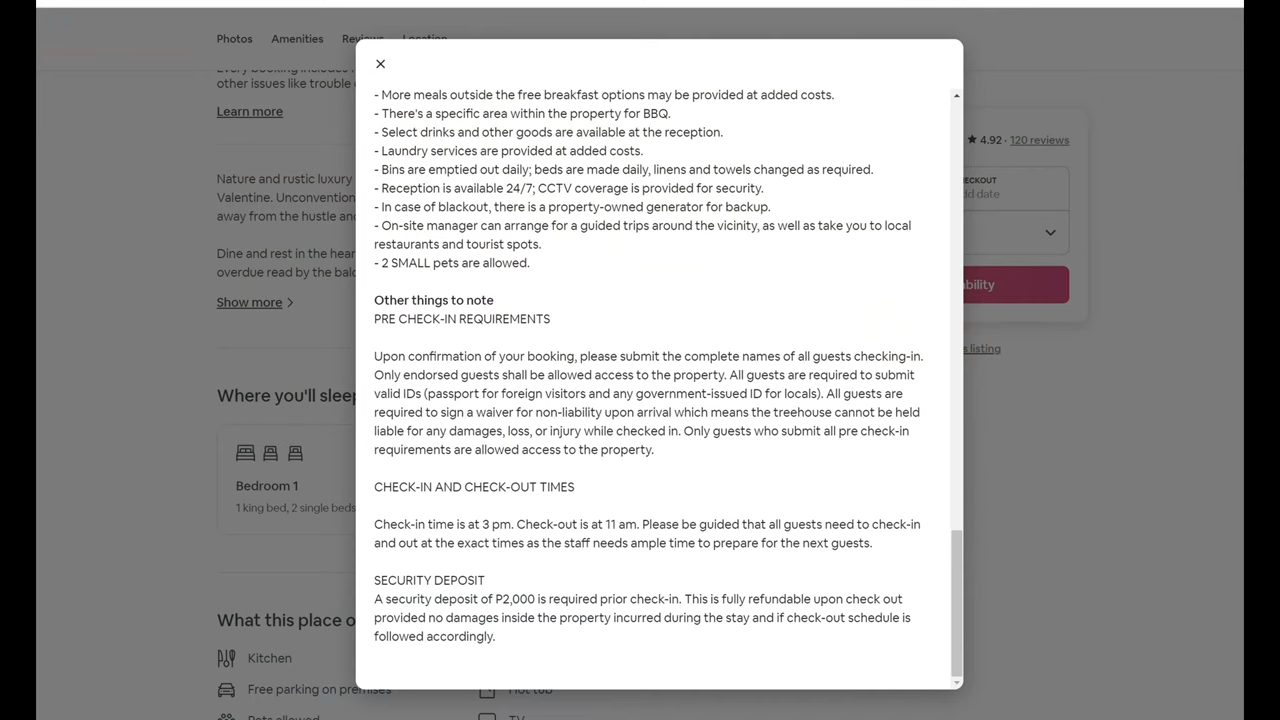 Photos Amenities Reviews Location
Every booking includes
other issues like trouble
Learn more
Nature and rustic luxury
Valentine. Unconvention
away from the hustle and
Dine and rest in the hear
overdue read by the balc
Show more
Where you'll sleep
Bedroom 1
1 king bed, 2 single beds
What this place o
Kitchen
Free parking on premises
Hot tub
Pets allowed
TV
- More meals outside the free breakfast options may be provided at added costs.
- There's a specific area within the property for BBQ.
- Select drinks and other goods are available at the reception.
- Laundry services are provided at added costs.
- Bins are emptied out daily; beds are made daily, linens and towels changed as required.
- Reception is available 24/7; CCTV coverage is provided for security.
- In case of blackout, there is a property-owned generator for backup.
- On-site manager can arrange for a guided trips around the vicinity, as well as take you to local
restaurants and tourist spots.
- 2 SMALL pets are allowed.
Other things to note
PRE CHECK-IN REQUIREMENTS
Upon confirmation of your booking, please submit the complete names of all guests checking-in.
Only endorsed guests shall be allowed access to the property. All guests are required to submit
valid IDs (passport for foreign visitors and any government-issued ID for locals). All guests are
required to sign a waiver for non-liability upon arrival which means the treehouse cannot be held
liable for any damages, loss, or injury while checked in. Only guests who submit all pre check-in
requirements are allowed access to the property.
CHECK-IN AND CHECK-OUT TIMES
Check-in time is at 3 pm. Check-out is at 11 am. Please be guided that all guests need to check-in
and out at the exact times as the staff needs ample time to prepare for the next guests.
SECURITY DEPOSIT
A security deposit of P2,000 is required prior check-in. This is fully refundable upon check out
provided no damages inside the property incurred during the stay and if check-out schedule is
followed accordingly.
4.92 · 120 reviews
ECKOUT
dd date
bility
s listing